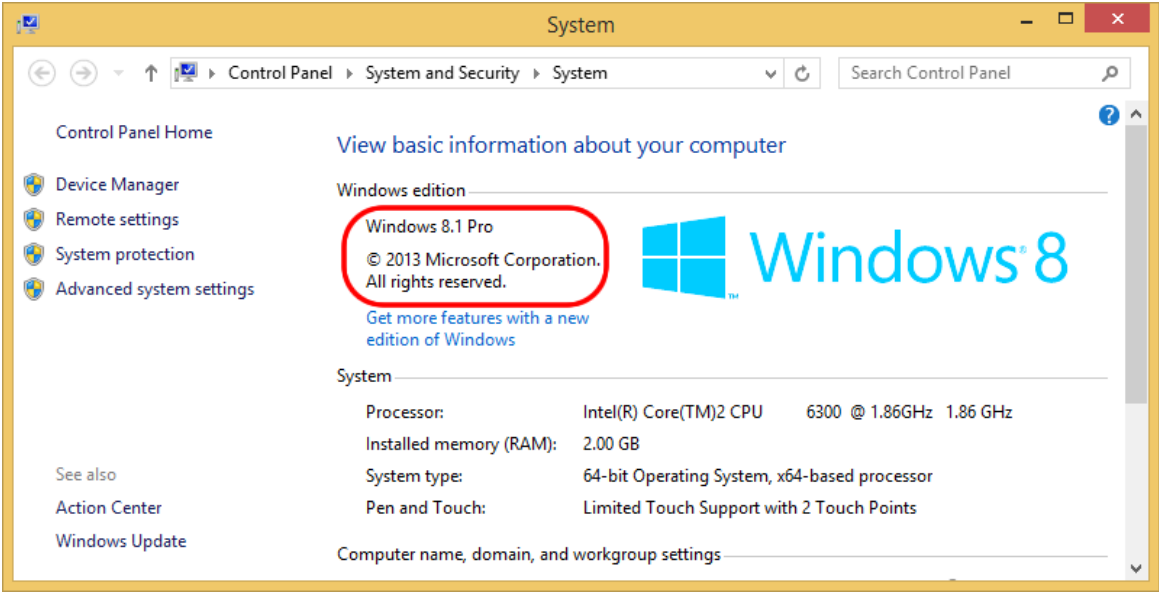 System
Control Panel System and Security System
Search Control Panel
Control Panel Home
Device Manager
Remote settings
System protection
Advanced system settings
See also
Action Center
Windows Update
View basic information about your computer
Windows edition
Windows 8.1 Pro
© 2013 Microsoft Corporation.
All rights reserved.
Get more features with a new
edition of Windows
Windows® 8
™
System
Processor: Intel(R) Core(TM)2 CPU 6300 @ 1.86GHz 1.86 GHz
Installed memory (RAM): 2.00 GB
System type: 64-bit Operating System, x64-based processor
Pen and Touch: Limited Touch Support with 2 Touch Points
Computer name, domain, and workgroup settings